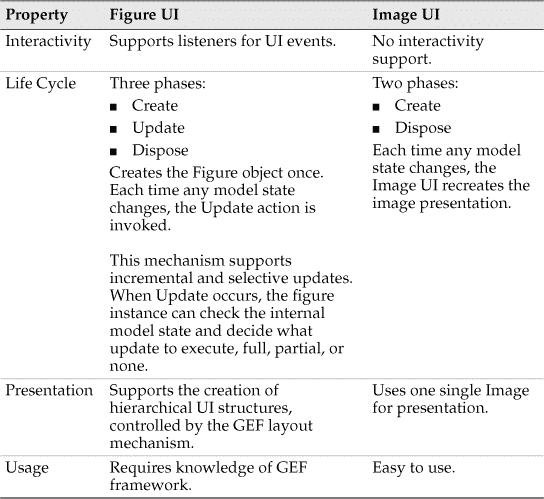 Property Figure UI Image UI
Interactivity Supports listeners for UI events. No interactivity
support.
Life Cycle Three phases: Two phases:
■ Create ■ Create
■ Update ■ Dispose
■ Dispose Each time any model
Creates the Figure object once. state changes, the
Each time any model state Image UI recreates the
changes, the Update action is image presentation.
invoked.
This mechanism supports
incremental and selective updates.
When Update occurs, the figure
instance can check the internal
model state and decide what
update to execute, full, partial, or
none.
Presentation Supports the creation of Uses one single Image
hierarchical UI structures, for presentation.
controlled by the GEF layout
mechanism.
Usage Requires knowledge of GEF Easy to use.
framework.